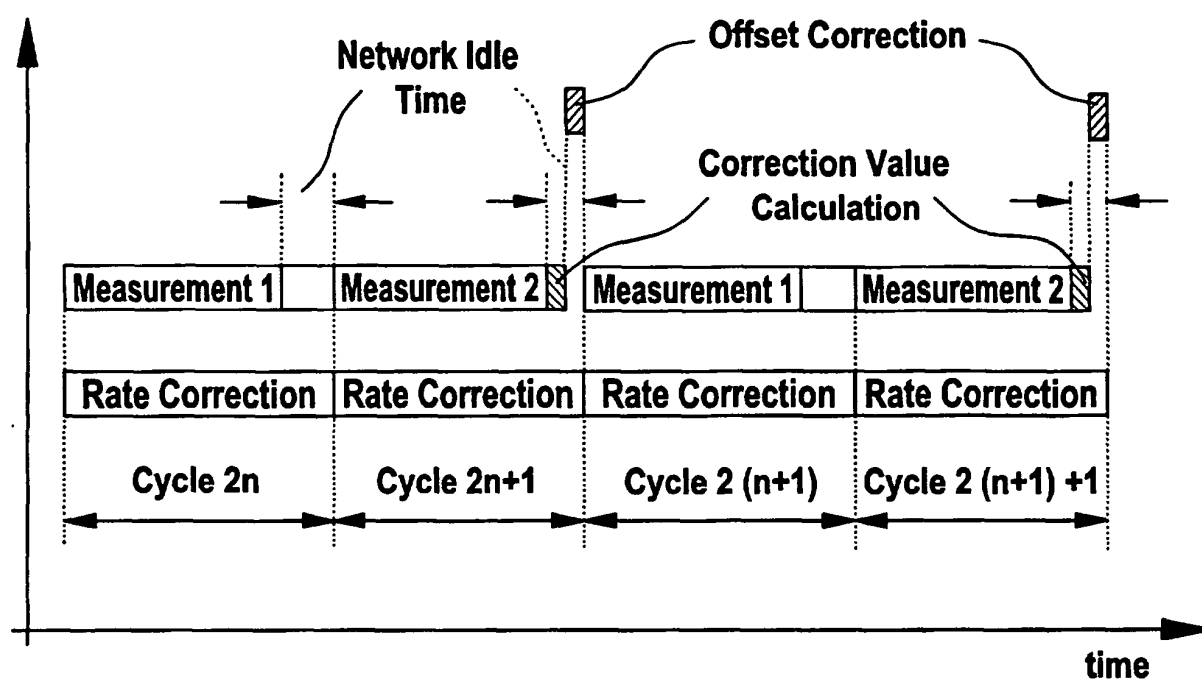 Offset Correction
Network Idle
Time
Correction Value
Calculation
Measurement 1
Measurement 2
Measurement 1
Measurement 2
Rate Correction
Rate Correction
Rate Correction
Rate Correction
Cycle 2n
Cycle 2n+1
Cycle 2 (n+1)
Cycle 2 (n+1) +1
time